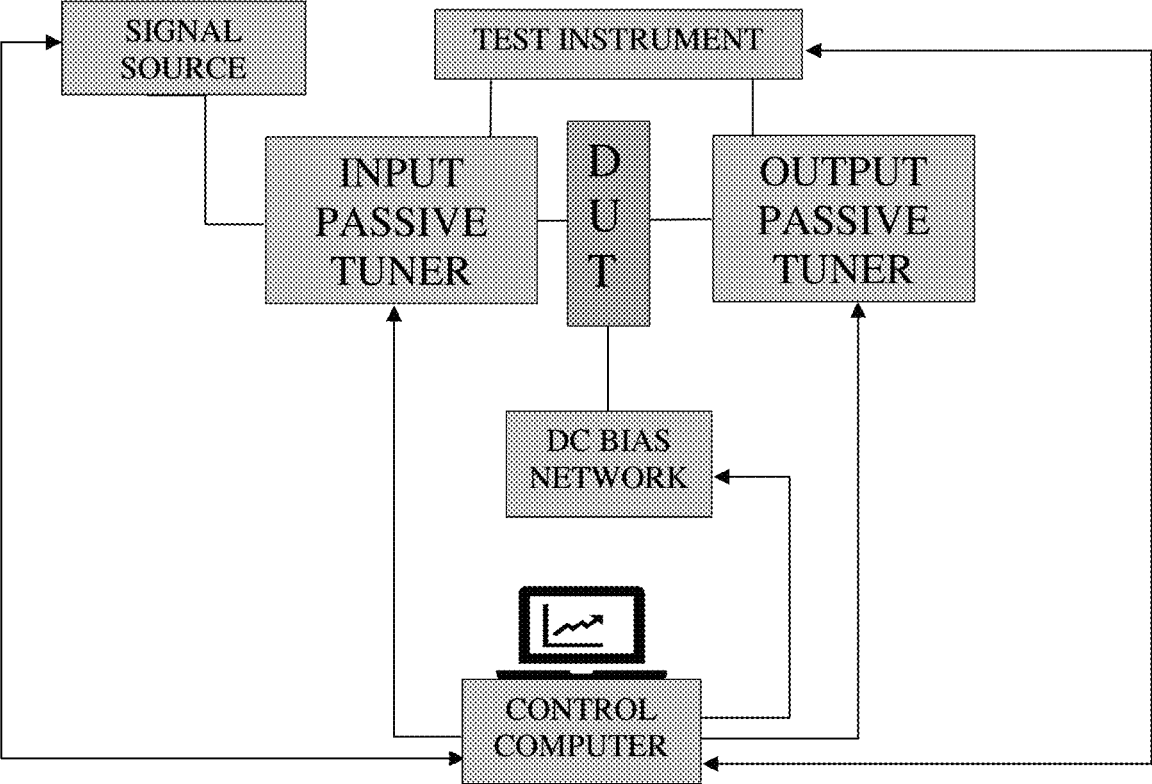 SIGNAL
SOURCE
TEST INSTRUMENT
INPUT
PASSIVE
TUNER
D
U
T
OUTPUT
PASSIVE
TUNER
DC BIAS
NETWORK
CONTROL
COMPUTER